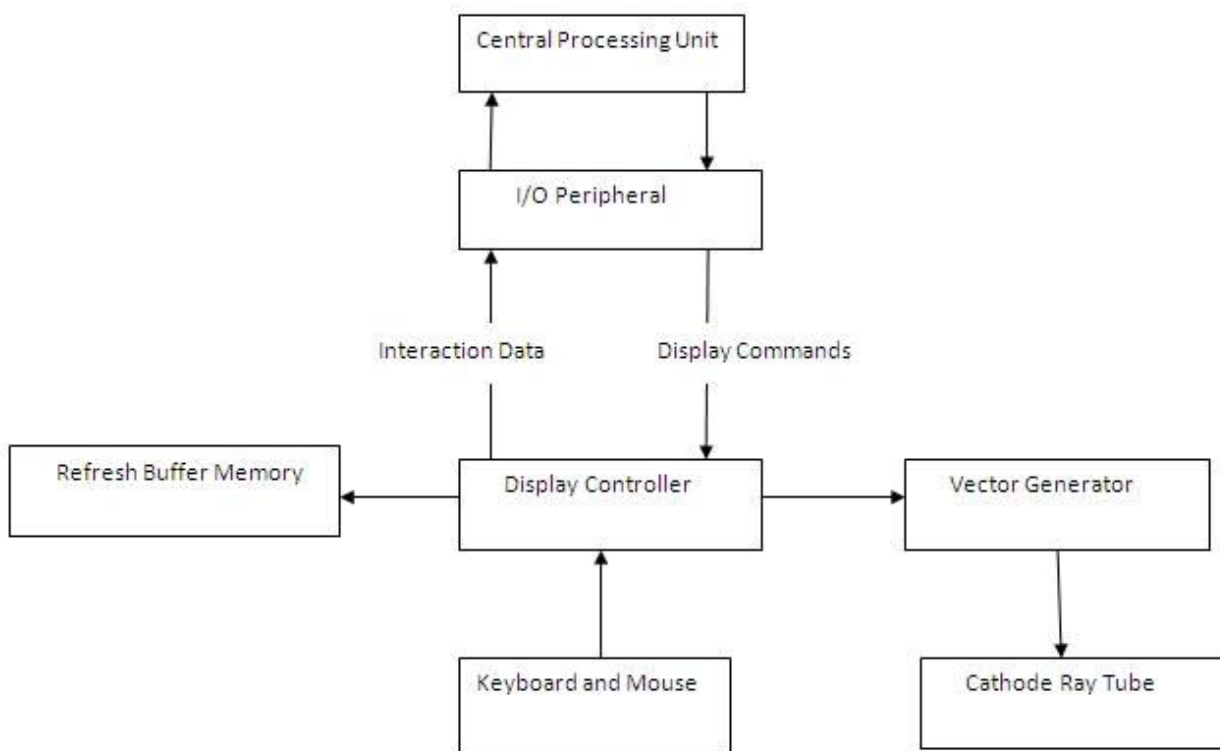 Central Processing Unit
I/O Peripheral
Interaction Data
Display Commands
Refresh Buffer Memory
Display Controller
Vector Generator
Keyboard and Mouse
Cathode Ray Tube